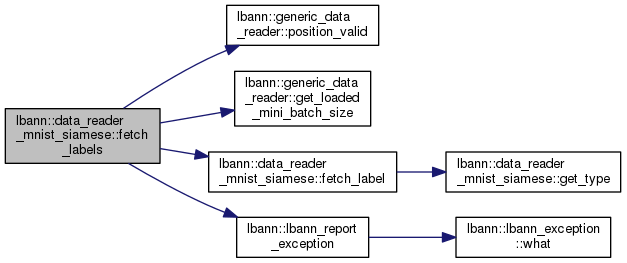 lbann::generic_data
_reader::position_valid
lbann::generic_data
_reader::get_loaded
_mini_batch_size
lbann::data_reader
_mnist_siamese::fetch
_labels
lbann::data_reader
_mnist_siamese::fetch_label
lbann::data_reader
_mnist_siamese::get_type
lbann::lbann_report
_exception
lbann::lbann_exception
::what